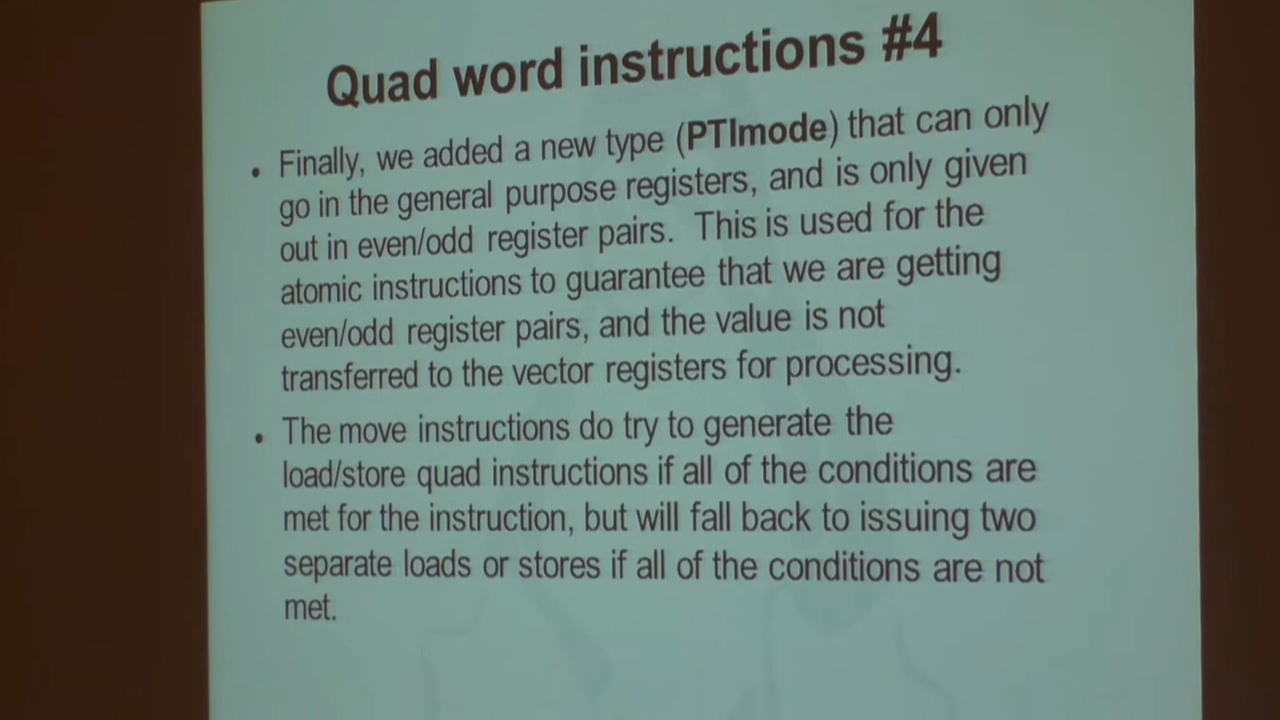 Quad word instructions #4
• Finally, we added a new type (PTImode) that can only
go in the general purpose registers, and is only given
out in even/odd register pairs. This is used for the
atomic instructions to guarantee that we are getting
even/odd register pairs, and the value is not
transferred to the vector registers for processing.
• The move instructions do try to generate the
load/store quad instructions if all of the conditions are
met for the instruction, but will fall back to issuing two
separate loads or stores if all of the conditions are not
met.